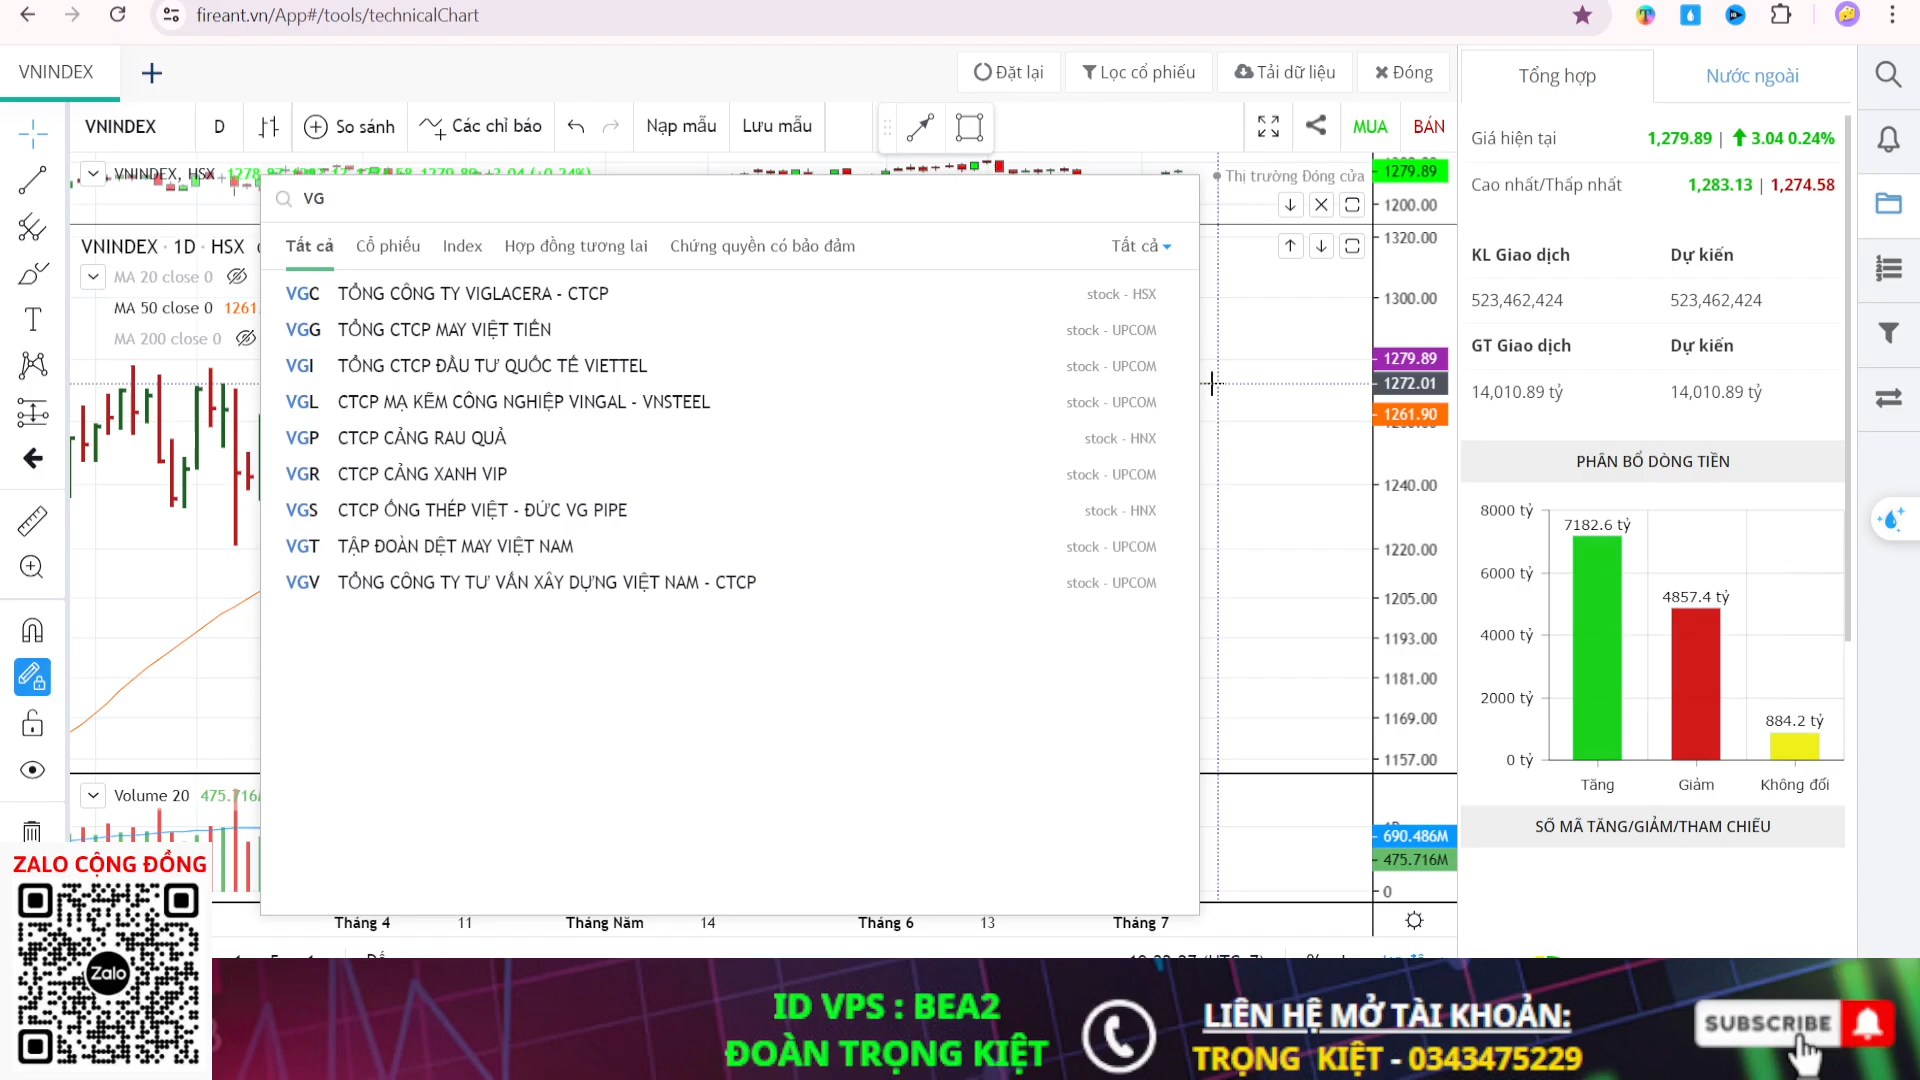 fireant.vn/App#/tools/technicalChart
VNINDEX
Đặt lại
Lọc cổ phiếu
Tải dữ liệu
Đóng
VNINDEX
D
So sánh
Các chỉ báo
Nạp mẫu
Lưu mẫu
MUA
BÁN
VNINDEX, HSX
Thị trường Đóng cửa
VG
Tất cả
Cổ phiếu
Index
Hợp đồng tương lai
Chứng quyền có bảo đảm
Tất cả
VGC TỔNG CÔNG TY VIGLACERA - CTCP stock - HSX
VGG TỔNG CTCP MAY VIỆT TIẾN stock - UPCOM
VGI TỔNG CTCP ĐẦU TƯ QUỐC TẾ VIETTEL stock - UPCOM
VGL CTCP MẠ KẼM CÔNG NGHIỆP VINGAL - VNSTEEL stock - UPCOM
VGP CTCP CẢNG RAU QUẢ stock - HNX
VGR CTCP CẢNG XANH VIP stock - UPCOM
VGS CTCP ỐNG THÉP VIỆT - ĐỨC VG PIPE stock - HNX
VGT TẬP ĐOÀN DỆT MAY VIỆT NAM stock - UPCOM
VGV TỔNG CÔNG TY TƯ VẤN XÂY DỰNG VIỆT NAM - CTCP stock - UPCOM
VNINDEX · 1D · HSX
MA 20 close 0
MA 50 close 0 1261.
MA 200 close 0
Volume 20 475.716
1279.89
1200.00
1320.00
1300.00
1279.89
1272.01
1261.90
1240.00
1220.00
1205.00
1193.00
1181.00
1169.00
1157.00
690.486M
475.716M
0
Tháng 4
11
Tháng Năm
14
Tháng 6
13
Tháng 7
Tổng hợp
Nước ngoài
Giá hiện tại 1,279.89 | 3.04 0.24%
Cao nhất/Thấp nhất 1,283.13 | 1,274.58
KL Giao dịch Dự kiến
523,462,424 523,462,424
GT Giao dịch Dự kiến
14,010.89 tỷ 14,010.89 tỷ
PHÂN BỔ DÒNG TIỀN
8000 tỷ
6000 tỷ
4000 tỷ
2000 tỷ
0 tỷ
7182.6 tỷ
4857.4 tỷ
884.2 tỷ
Tăng
Giảm
Không đổi
SỐ MÃ TĂNG/GIẢM/THAM CHIẾU
ZALO CỘNG ĐỒNG
Zalo
ID VPS : BEA2
ĐOÀN TRỌNG KIỆT
LIÊN HỆ MỞ TÀI KHOẢN:
TRỌNG KIỆT - 0343475229
SUBSCRIBE